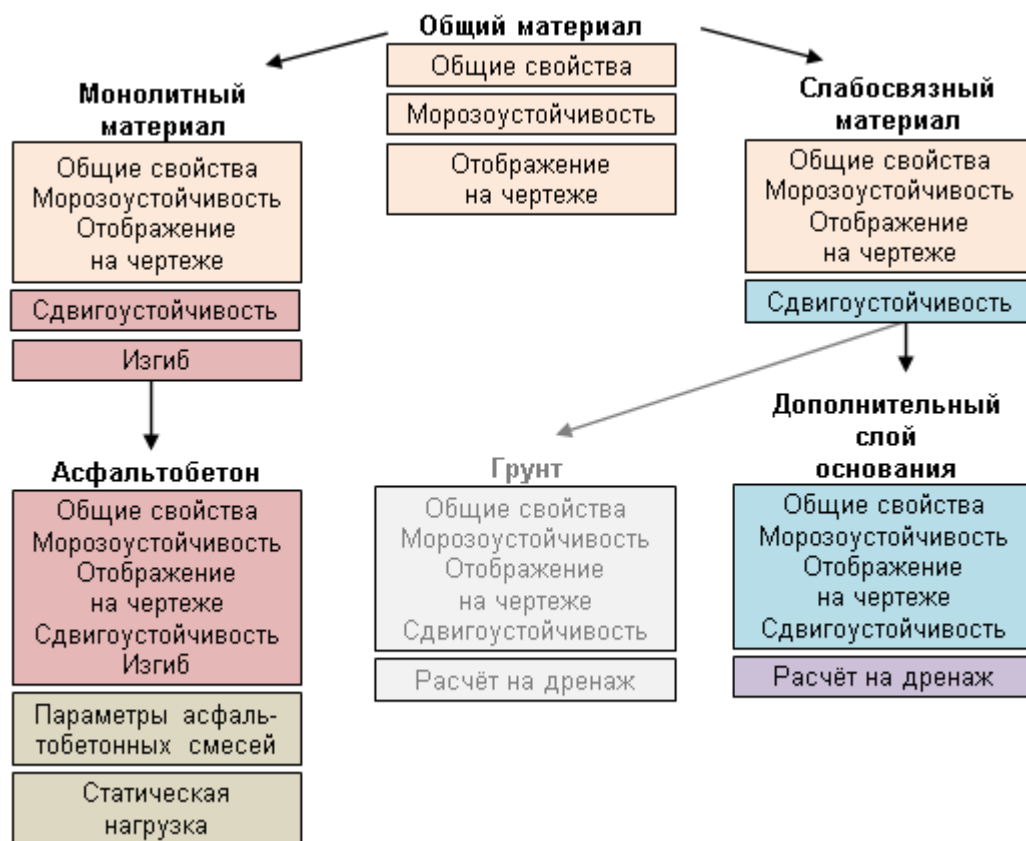 Общий материал
Общие свойства
Морозоустойчивость
Отображение
на чертеже
Монолитный
материал
Общие свойства
Морозоустойчивость
Отображение
на чертеже
Сдвигоустойчивость
Изгиб
Слабосвязный
материал
Общие свойства
Морозоустойчивость
Отображение
на чертеже
Сдвигоустойчивость
Асфальтобетон
Общие свойства
Морозоустойчивость
Отображение
на чертеже
Сдвигоустойчивость
Изгиб
Параметры асфаль-
тобетонных смесей
Статическая
нагрузка
Грунт
Общие свойства
Морозоустойчивость
Отображение
на чертеже
Сдвигоустойчивость
Расчёт на дренаж
Дополнительный
слой
основания
Общие свойства
Морозоустойчивость
Отображение
на чертеже
Сдвигоустойчивость
Расчёт на дренаж